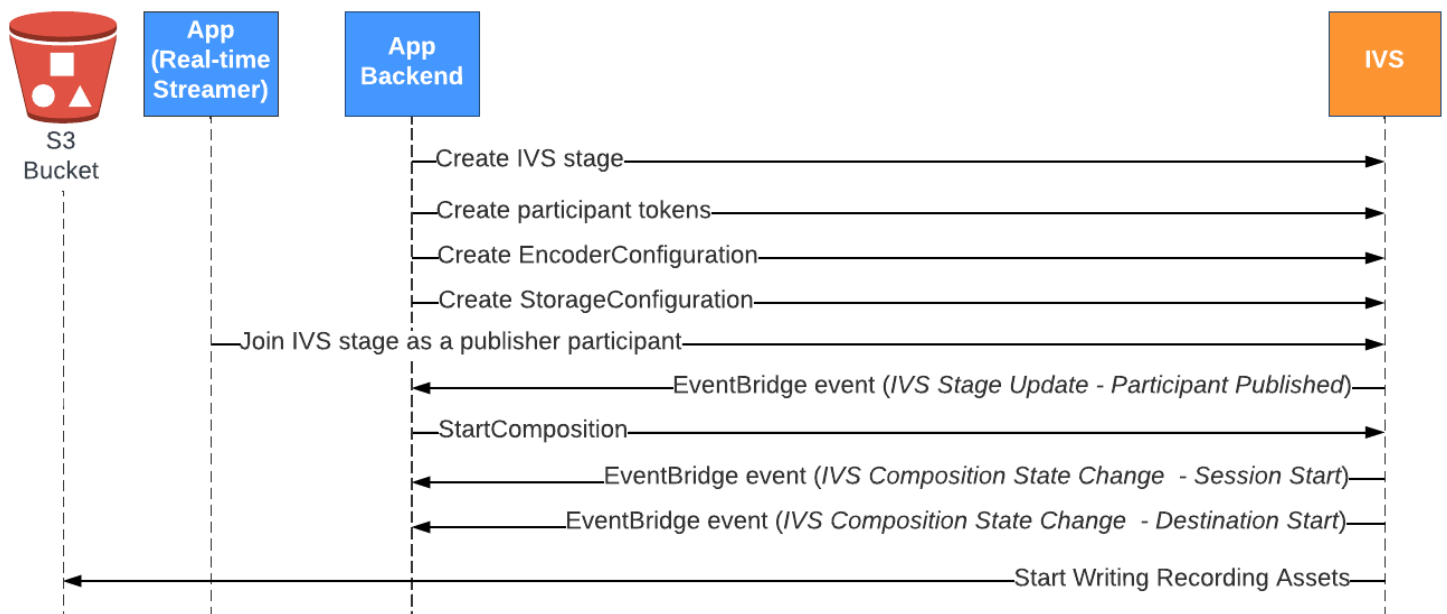 App
(Real-time
Streamer)
App
Backend
IVS
S3
Bucket
Create IVS stage
Create participant tokens
Create EncoderConfiguration
Create StorageConfiguration
Join IVS stage as a publisher participant
EventBridge event (IVS Stage Update - Participant Published)
StartComposition
EventBridge event (IVS Composition State Change  - Session Start)
EventBridge event (IVS Composition State Change  - Destination Start)
Start Writing Recording Assets